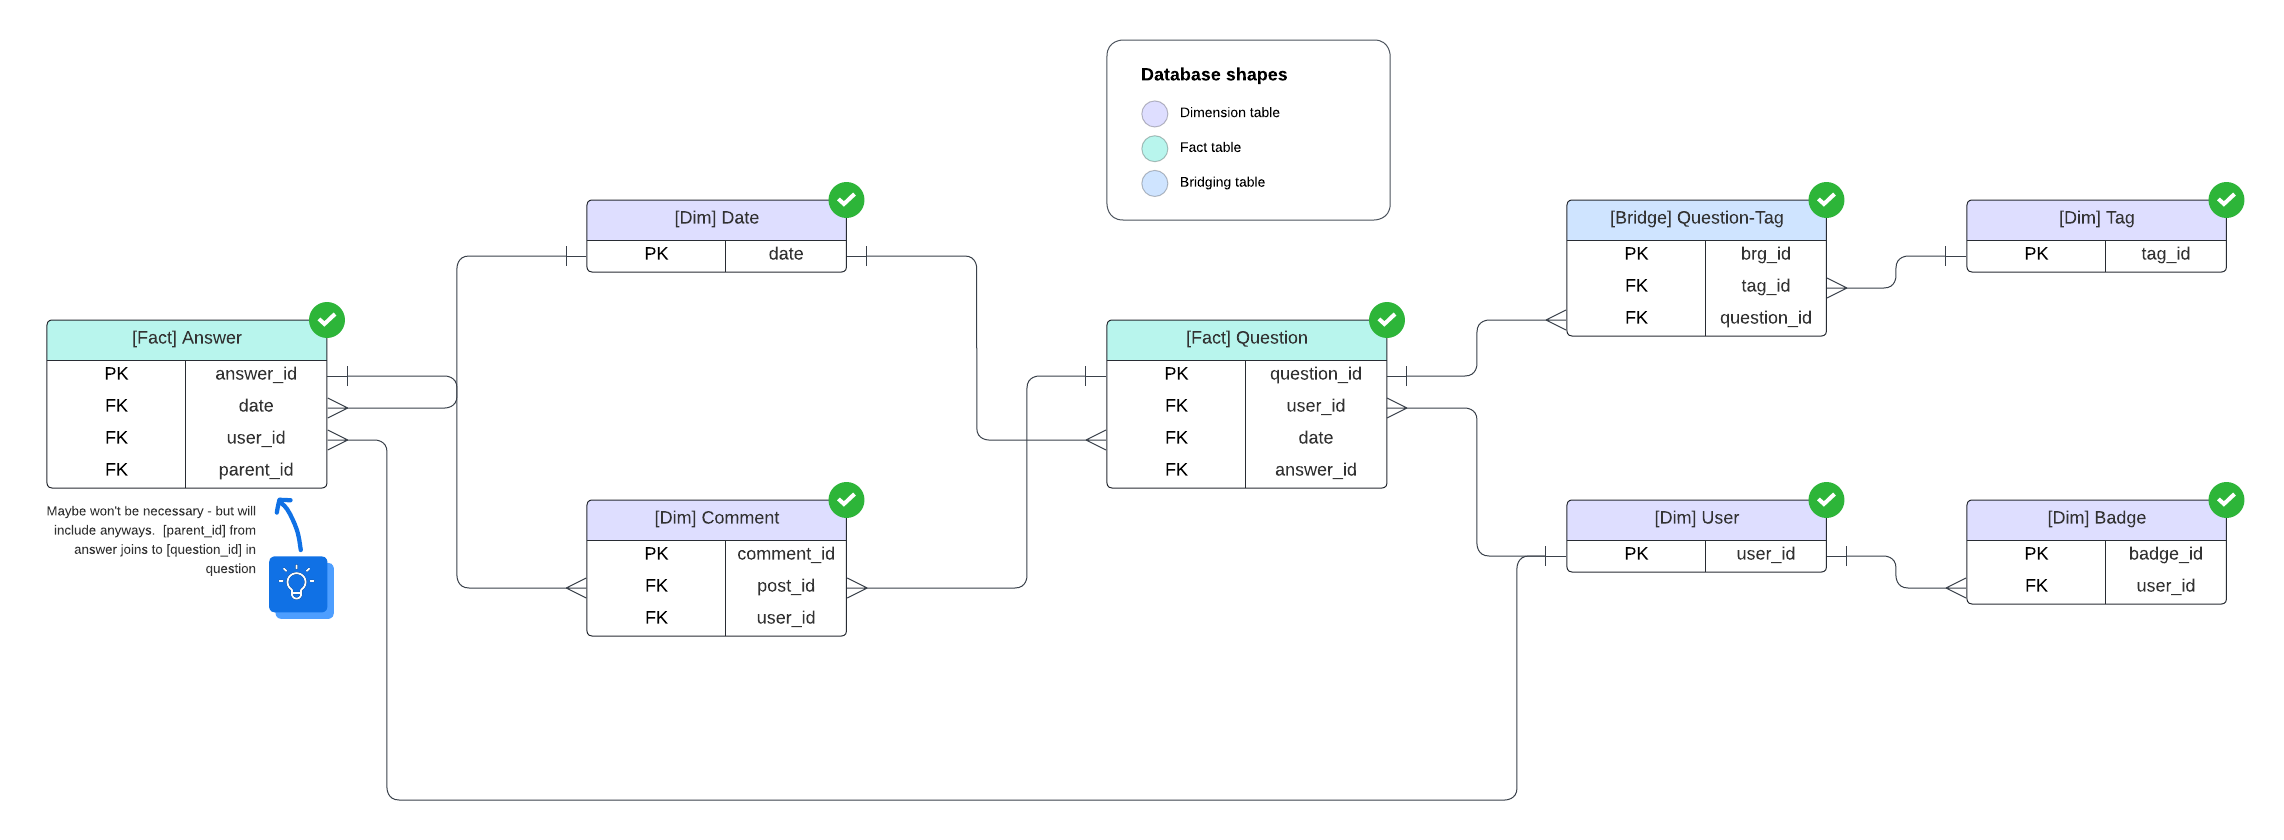 Database shapes
Dimension table
Fact table
Bridging table
[Fact] Answer
PK answer_id
FK date
FK user_id
FK parent_id
Maybe won't be necessary - but will
include anyways. [parent_id] from
answer joins to [question_id] in
question
[Dim] Date
PK date
[Dim] Comment
PK comment_id
FK post_id
FK user_id
[Fact] Question
PK question_id
FK user_id
FK date
FK answer_id
[Bridge] Question-Tag
PK brg_id
FK tag_id
FK question_id
[Dim] Tag
PK tag_id
[Dim] User
PK user_id
[Dim] Badge
PK badge_id
FK user_id